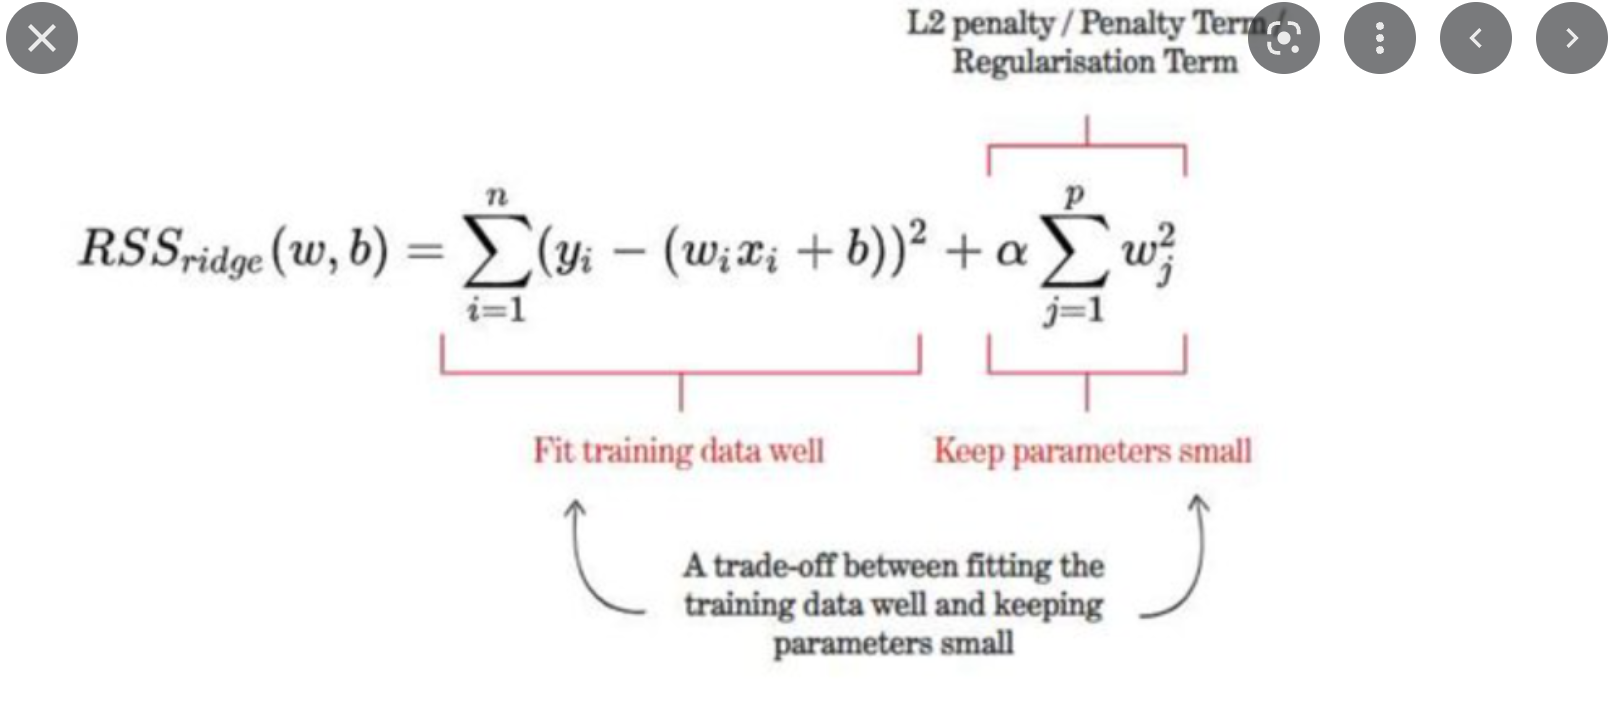 L2 penalty / Penalty Term /
Regularisation Term
RSS_{ridge}(w, b) = \sum_{i=1}^{n} (y_i − (w_i x_i + b))^2 + α \sum_{j=1}^{p} w_j^2
Fit training data well
Keep parameters small
A trade-off between fitting the
training data well and keeping
parameters small